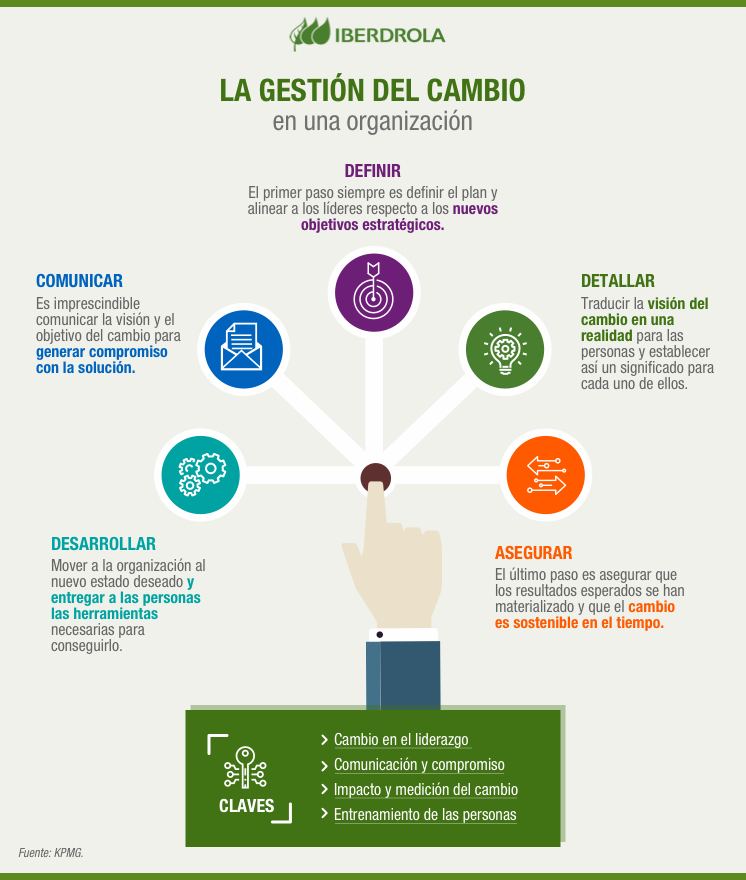 IBERDROLA
LA GESTIÓN DEL CAMBIO
en una organización
DEFINIR
El primer paso siempre es definir el plan y
alinear a los líderes respecto a los nuevos
objetivos estratégicos.
COMUNICAR
Es imprescindible
comunicar la visión y el
objetivo del cambio para
generar compromiso
con la solución.
DETALLAR
Traducir la visión del
cambio en una
realidad para las
personas y establecer
así un significado para
cada uno de ellos.
DESARROLLAR
Mover a la organización al
nuevo estado deseado y
entregar a las personas
las herramientas
necesarias para
conseguirlo.
ASEGURAR
El último paso es asegurar que
los resultados esperados se han
materializado y que el cambio
es sostenible en el tiempo.
CLAVES
Cambio en el liderazgo
Comunicación y compromiso
Impacto y medición del cambio
Entrenamiento de las personas
Fuente: KPMG.